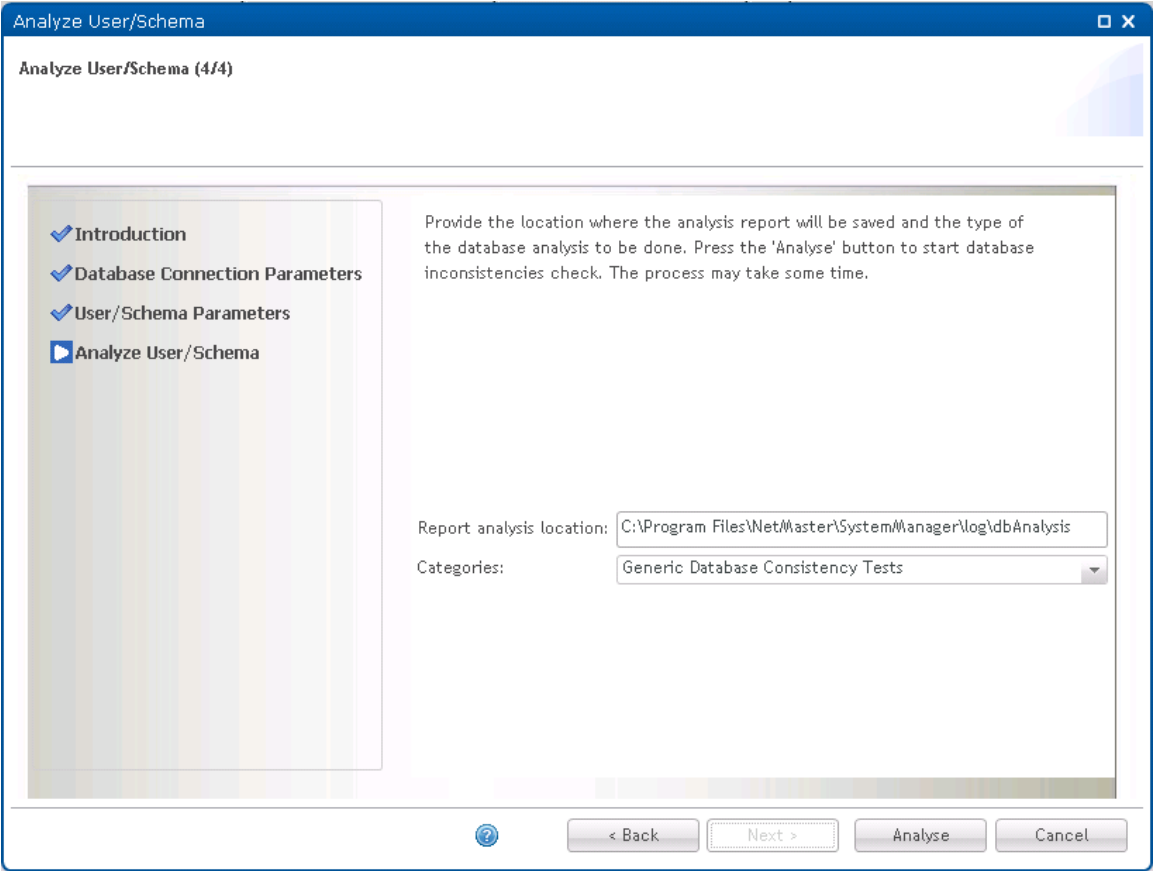 Analyze User/Schema
Analyze User/Schema (4/4)
Introduction
Database Connection Parameters
User/Schema Parameters
Analyze User/Schema
Provide the location where the analysis report will be saved and the type of
the database analysis to be done. Press the 'Analyse' button to start database
inconsistencies check. The process may take some time.
Report analysis location: C:\Program Files\NetMaster\SystemManager\log\dbAnalysis
Categories: Generic Database Consistency Tests
? < Back Next > Analyse Cancel